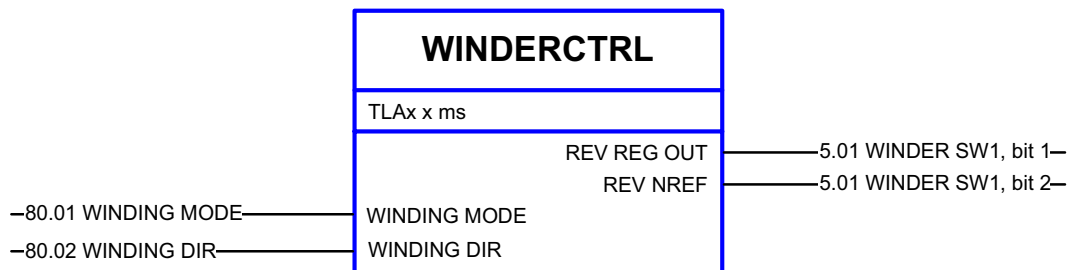 WINDERCTRL
TLAx x ms
REV REG OUT 5.01 WINDER SW1, bit 1
REV NREF 5.01 WINDER SW1, bit 2
80.01 WINDING MODE WINDING MODE
80.02 WINDING DIR WINDING DIR